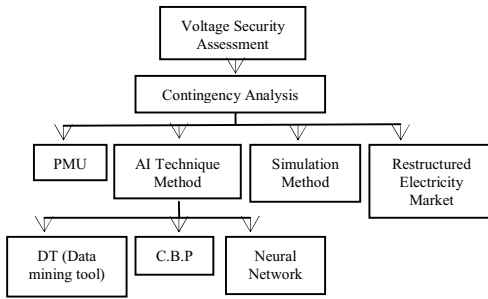 Voltage Security
Assessment
Contingency Analysis
PMU
AI Technique
Method
Simulation
Method
Restructured
Electricity
Market
DT (Data
mining tool)
C.B.P
Neural
Network